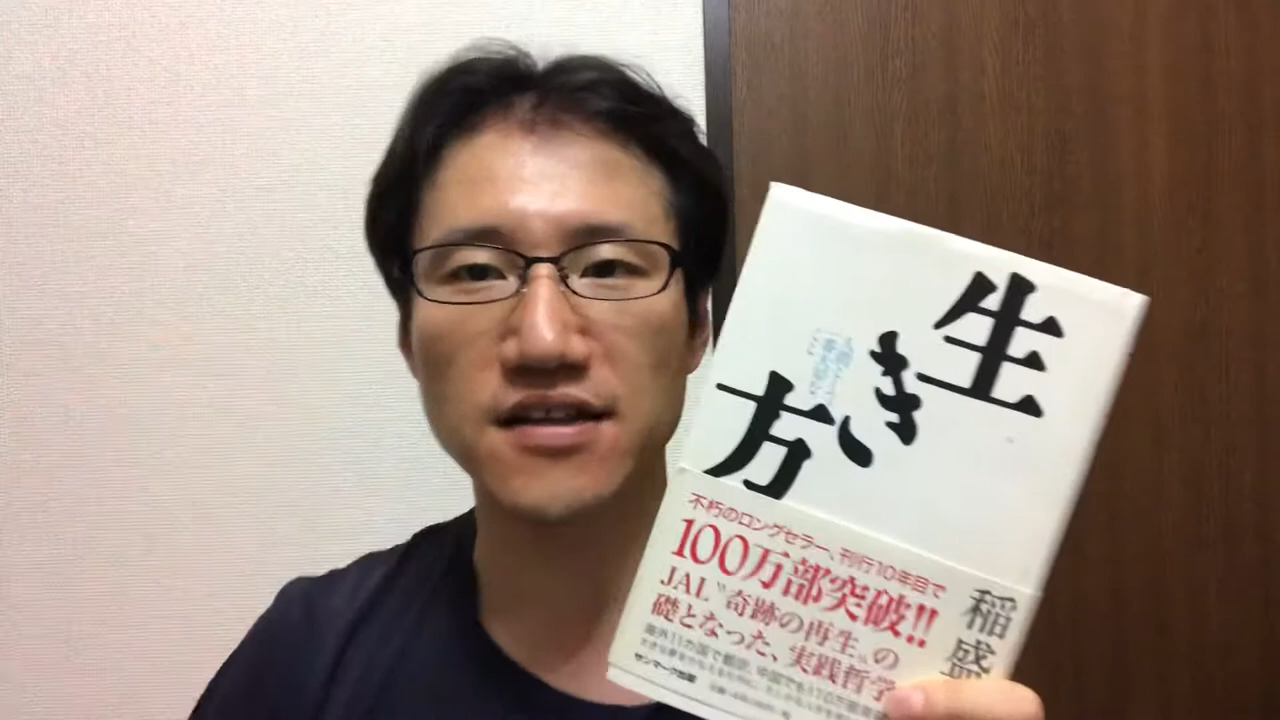 生き方
不朽のロングセラー、刊行10年目で
100万部突破!!
JAL〝奇跡の再生〟の
礎となった、実践哲学
サンマーク出版
稲盛